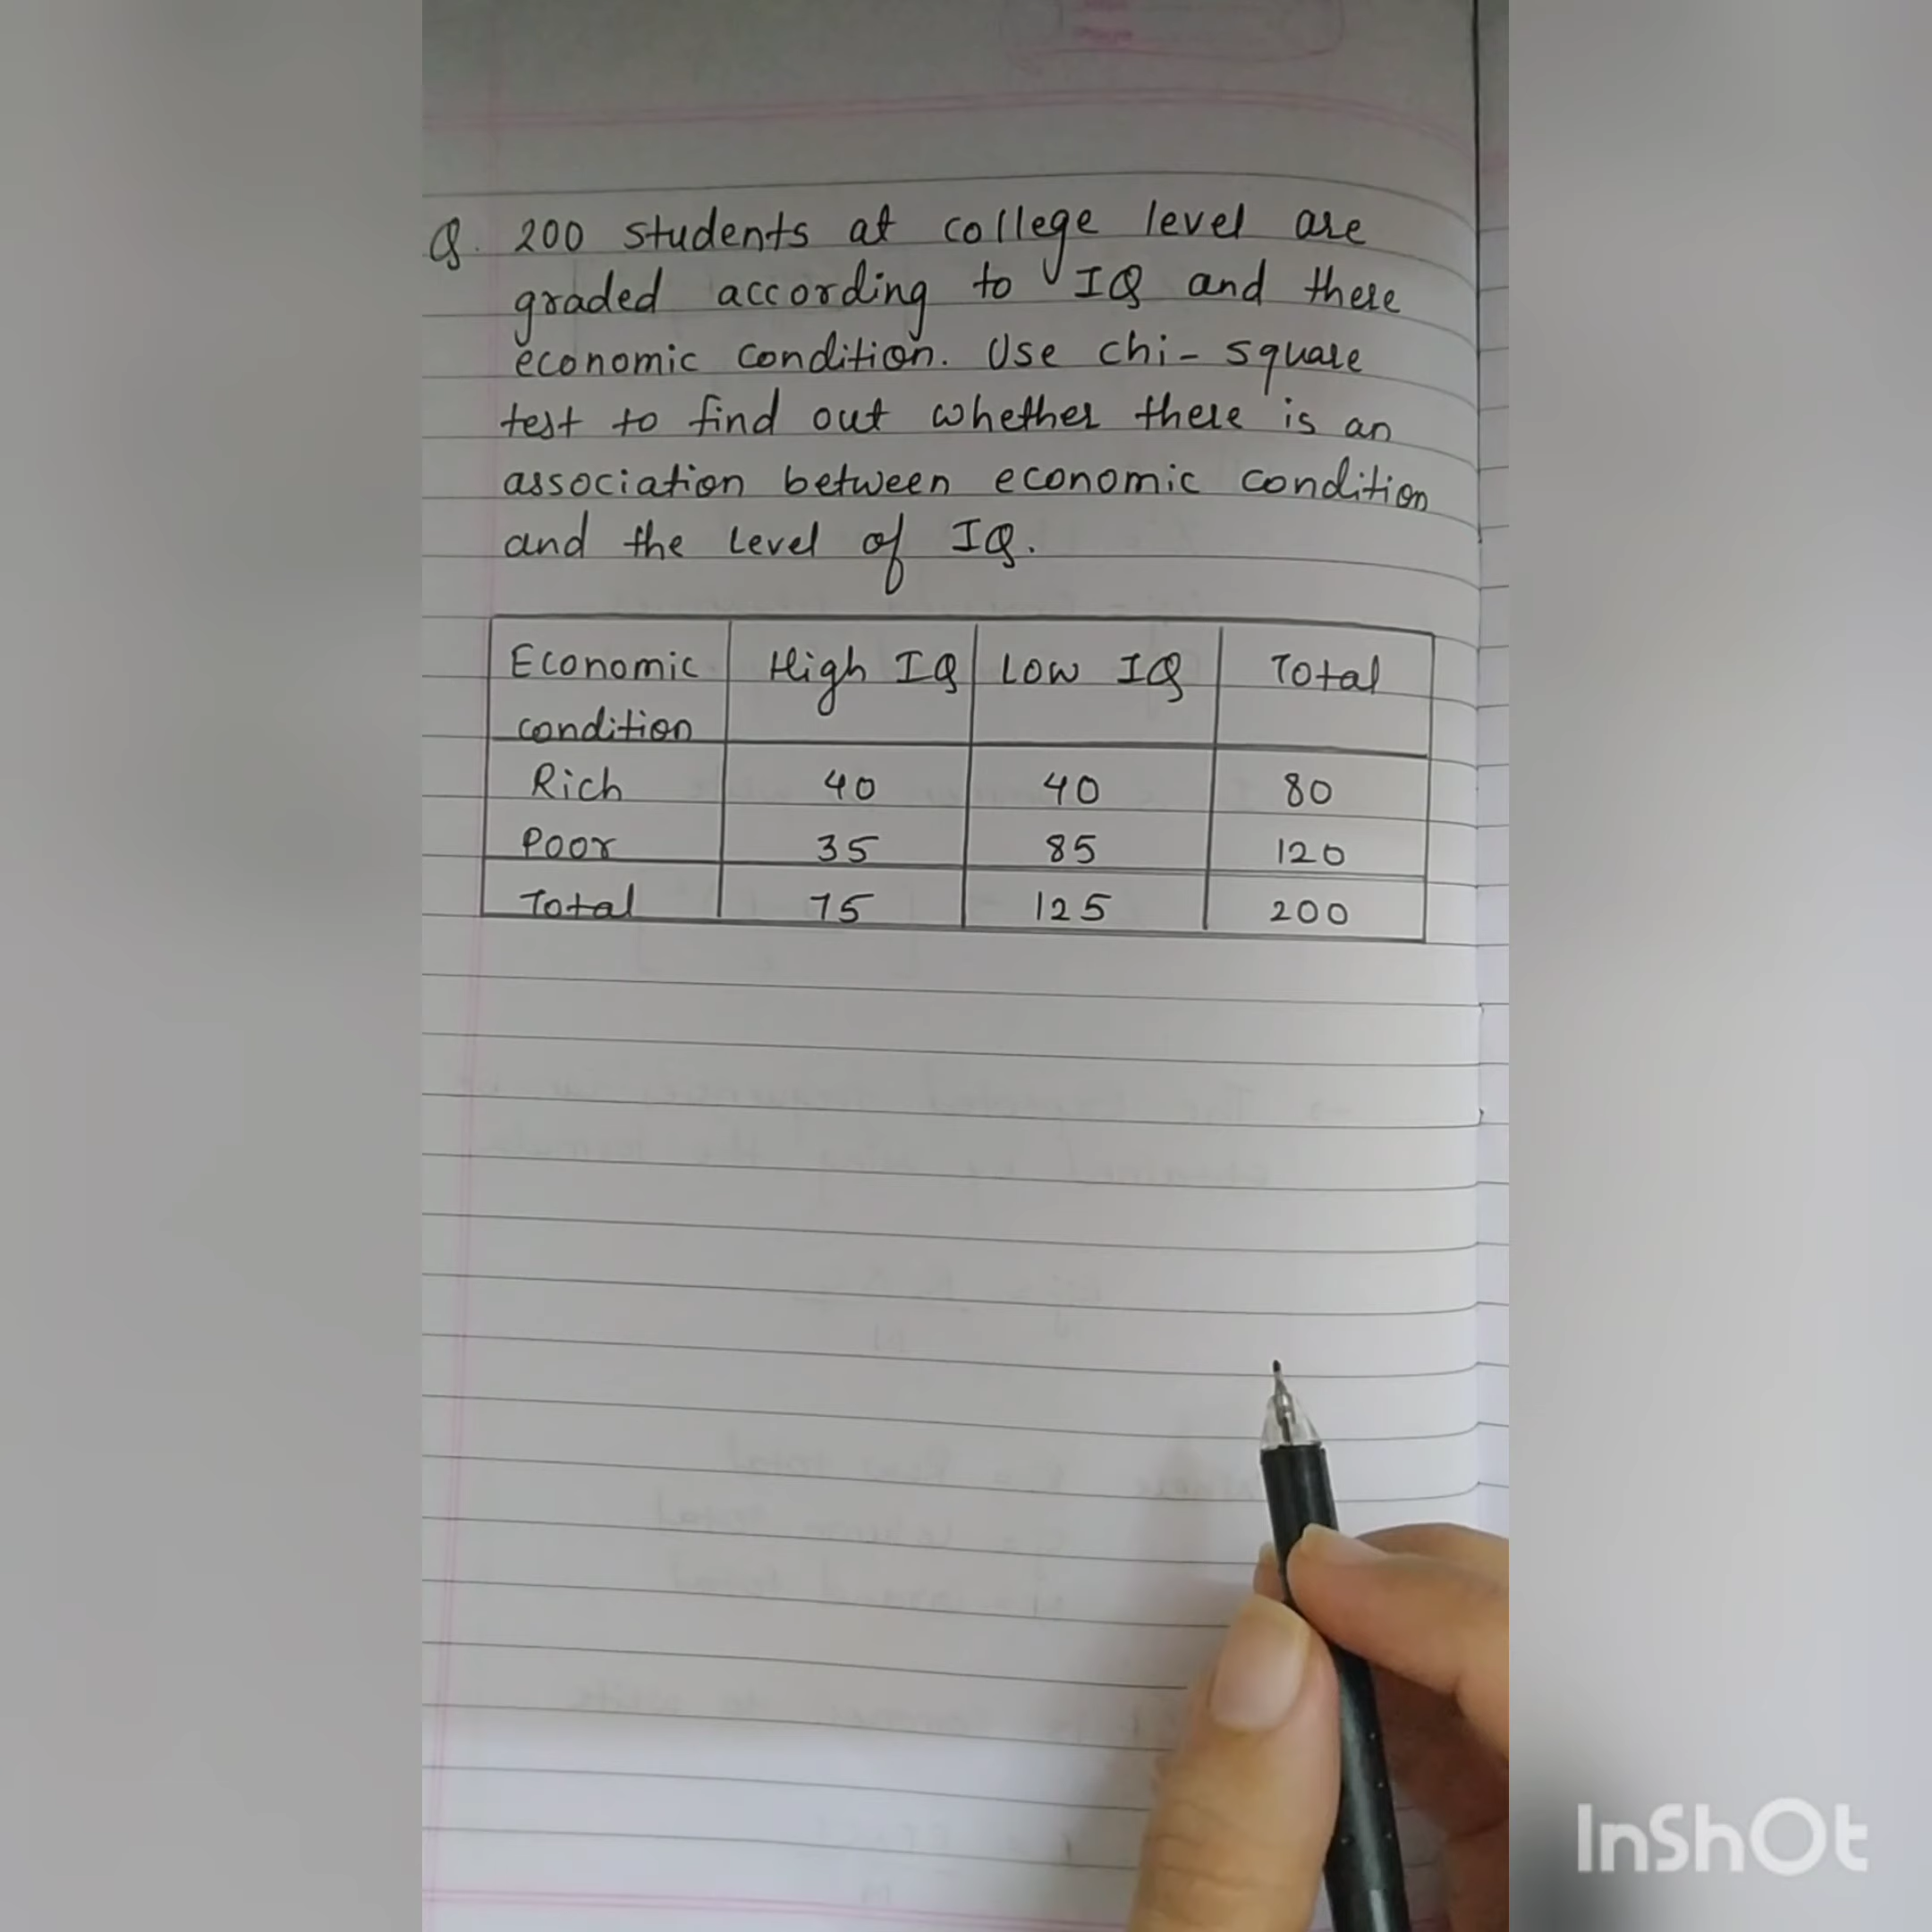 Q. 200 students at college level are
graded according to IQ and there
economic condition. Use chi-square
test to find out whether there is an
association between economic condition
and the level of IQ.
Economic condition High IQ Low IQ Total
Rich 40 40 80
Poor 35 85 120
Total 75 125 200
InShOt